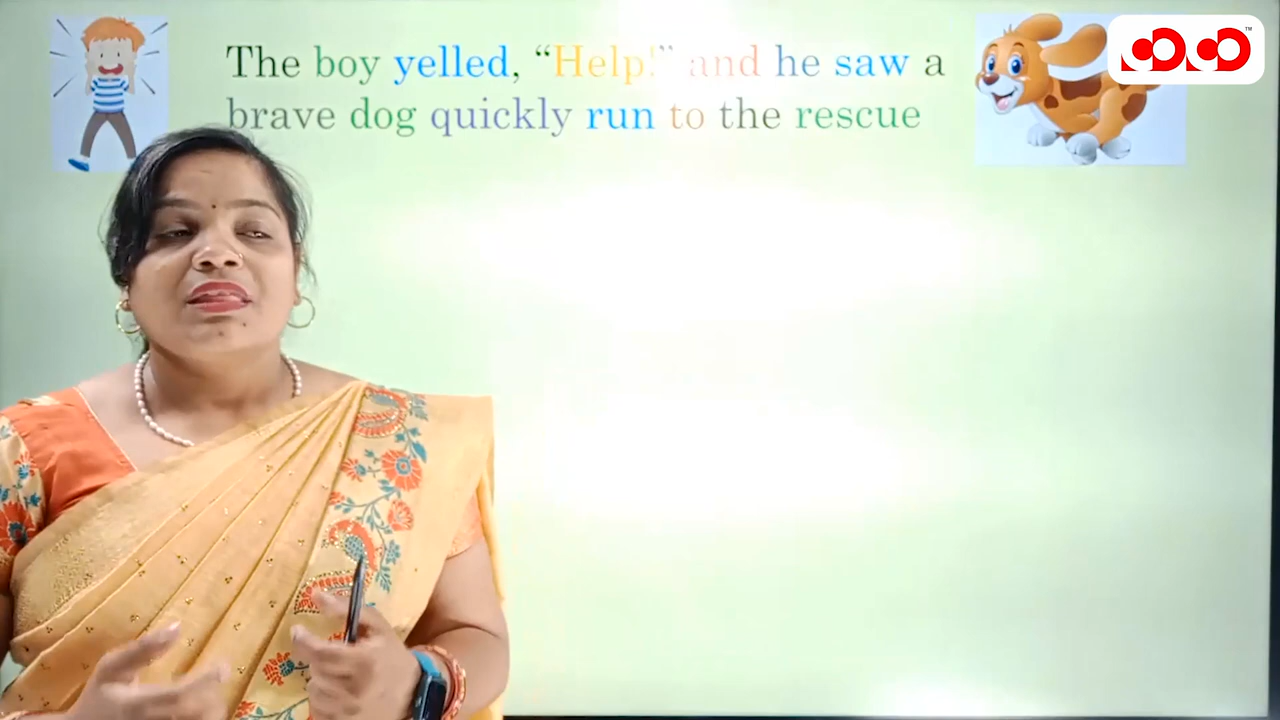 The boy yelled, “Help!” and he saw a
brave dog quickly run to the rescue